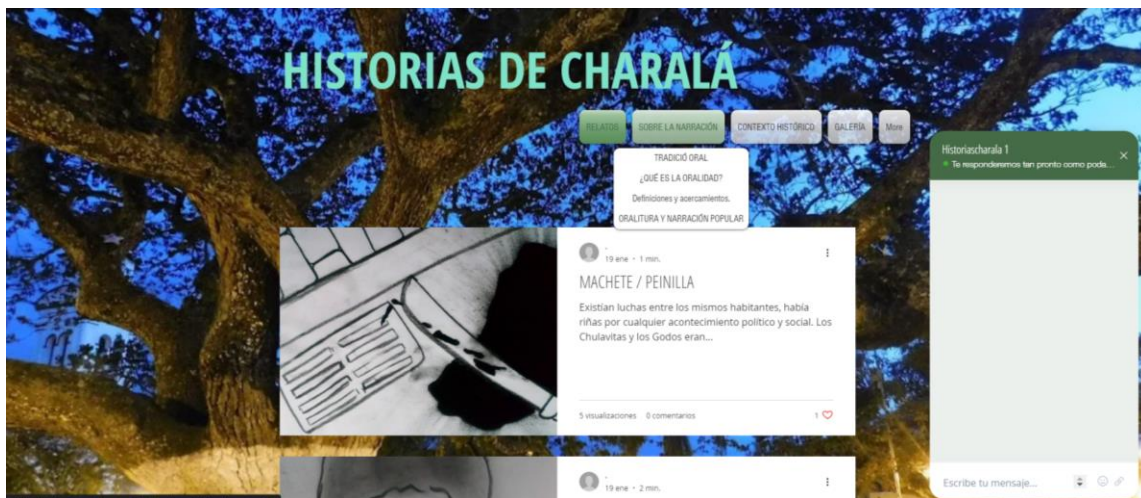 HISTORIAS DE CHARALÁ
RELATOS
SOBRE LA NARRACIÓN
CONTEXTO HISTÓRICO
GALERÍA
More
TRADICIÓ ORAL
¿QUÉ ES LA ORALIDAD?
Definiciones y acercamientos.
ORALITURA Y NARRACIÓN POPULAR
-
19 ene • 1 min.
MACHETE / PEINILLA
Existían luchas entre los mismos habitantes, había
riñas por cualquier acontecimiento político y social. Los
Chulavitas y los Godos eran...
5 visualizaciones 0 comentarios 1
-
19 ene • 2 min.
Historiascharala 1
Te responderemos tan pronto como poda...
Escribe tu mensaje...